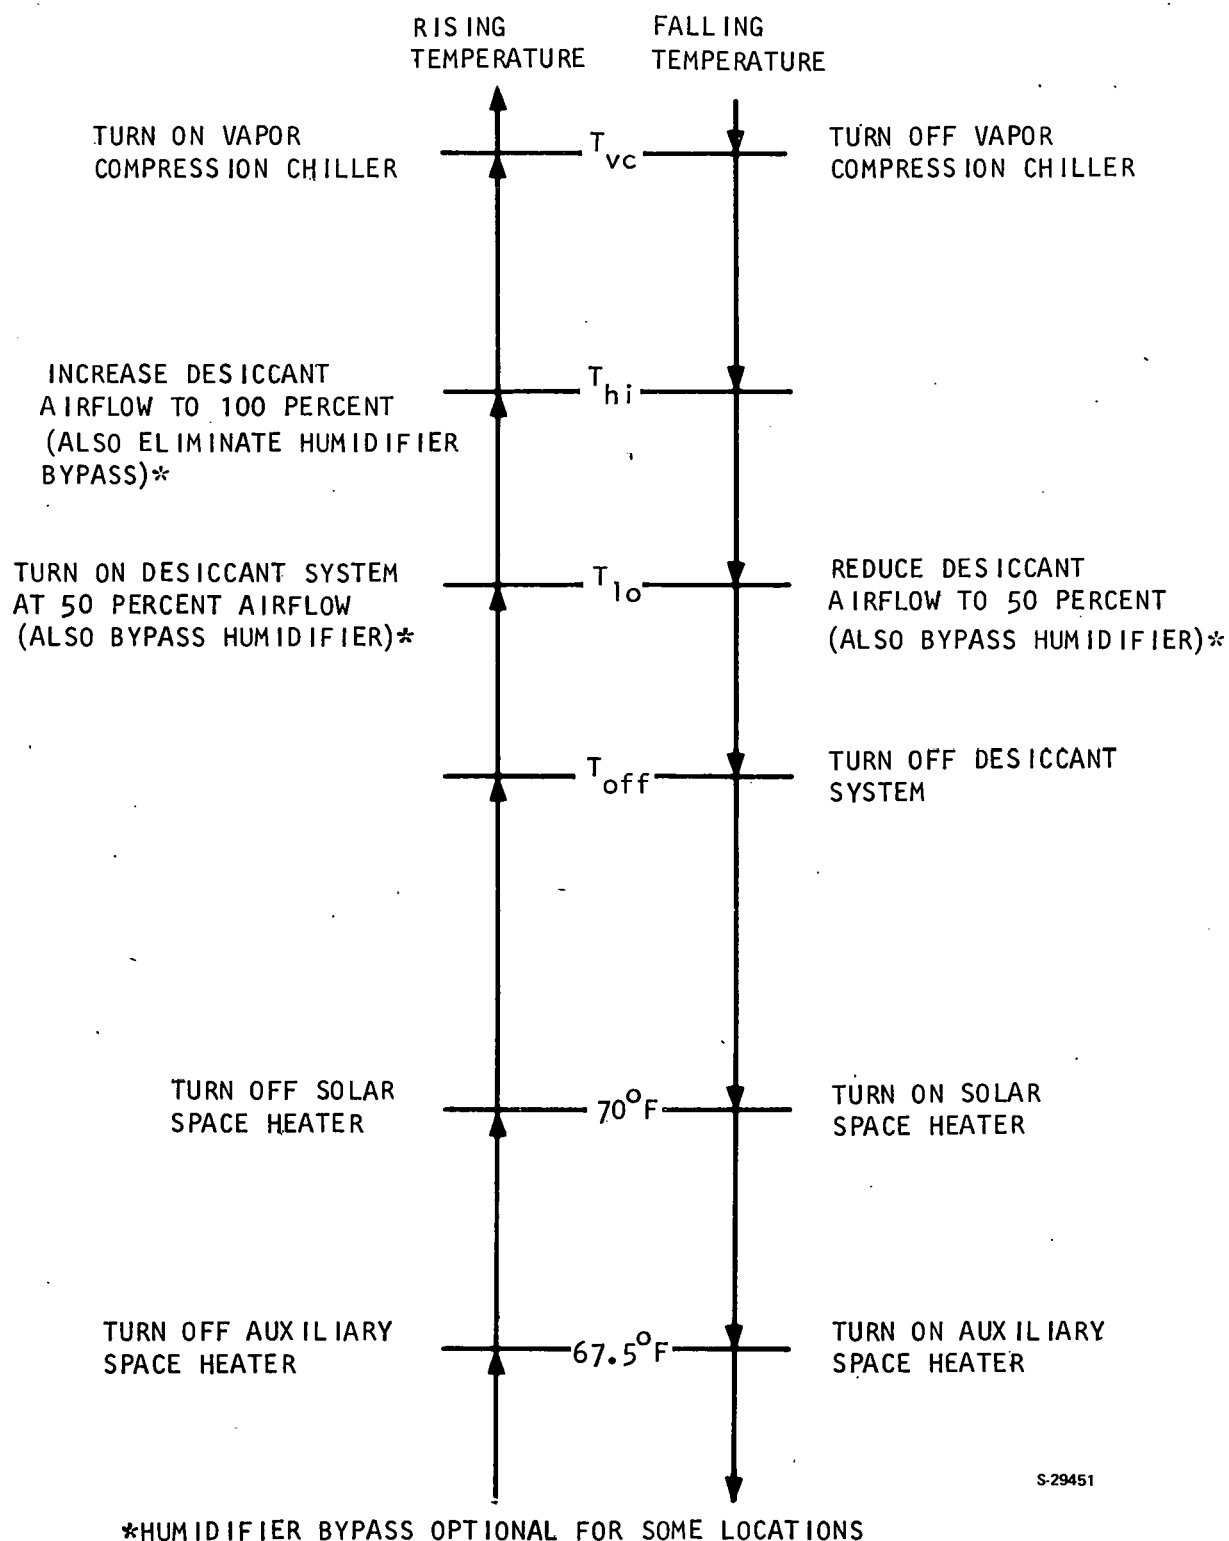 RISING
TEMPERATURE
FALLING
TEMPERATURE
TURN ON VAPOR
COMPRESSION CHILLER
Tvc
TURN OFF VAPOR
COMPRESSION CHILLER
INCREASE DESICCANT
AIRFLOW TO 100 PERCENT
(ALSO ELIMINATE HUMIDIFIER
BYPASS)*
Thi
TURN ON DESICCANT SYSTEM
AT 50 PERCENT AIRFLOW
(ALSO BYPASS HUMIDIFIER)*
Tlo
REDUCE DESICCANT
AIRFLOW TO 50 PERCENT
(ALSO BYPASS HUMIDIFIER)*
Toff
TURN OFF DESICCANT
SYSTEM
TURN OFF SOLAR
SPACE HEATER
70°F
TURN ON SOLAR
SPACE HEATER
TURN OFF AUXILIARY
SPACE HEATER
67.5°F
TURN ON AUXILIARY
SPACE HEATER
S-29451
*HUMIDIFIER BYPASS OPTIONAL FOR SOME LOCATIONS